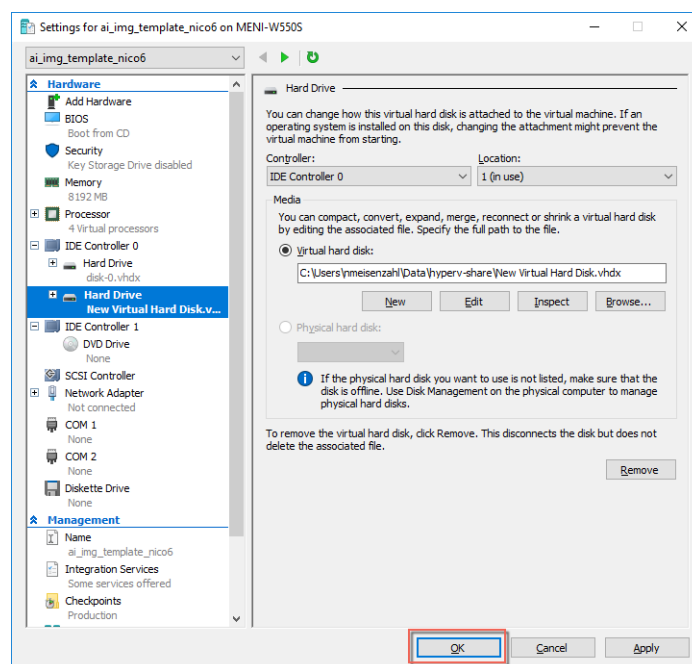 Settings for ai_img_template_nico6 on MENI-W550S
ai_img_template_nico6
Hardware
Add Hardware
BIOS
Boot from CD
Security
Key Storage Drive disabled
Memory
8192 MB
Processor
4 Virtual processors
IDE Controller 0
Hard Drive
disk-0.vhdx
Hard Drive
New Virtual Hard Disk.v...
IDE Controller 1
DVD Drive
None
SCSI Controller
Network Adapter
Not connected
COM 1
None
COM 2
None
Diskette Drive
None
Management
Name
ai_img_template_nico6
Integration Services
Some services offered
Checkpoints
Production
Hard Drive
You can change how this virtual hard disk is attached to the virtual machine. If an
operating system is installed on this disk, changing the attachment might prevent the
virtual machine from starting.
Controller:
Location:
IDE Controller 0
1 (in use)
Media
You can compact, convert, expand, merge, reconnect or shrink a virtual hard disk
by editing the associated file. Specify the full path to the file.
Virtual hard disk:
C:\Users\nmeisenzahl\Data\hyperv-share\New Virtual Hard Disk.vhdx
New
Edit
Inspect
Browse...
Physical hard disk:
If the physical hard disk you want to use is not listed, make sure that the
disk is offline. Use Disk Management on the physical computer to manage
physical hard disks.
To remove the virtual hard disk, click Remove. This disconnects the disk but does not
delete the associated file.
Remove
OK
Cancel
Apply